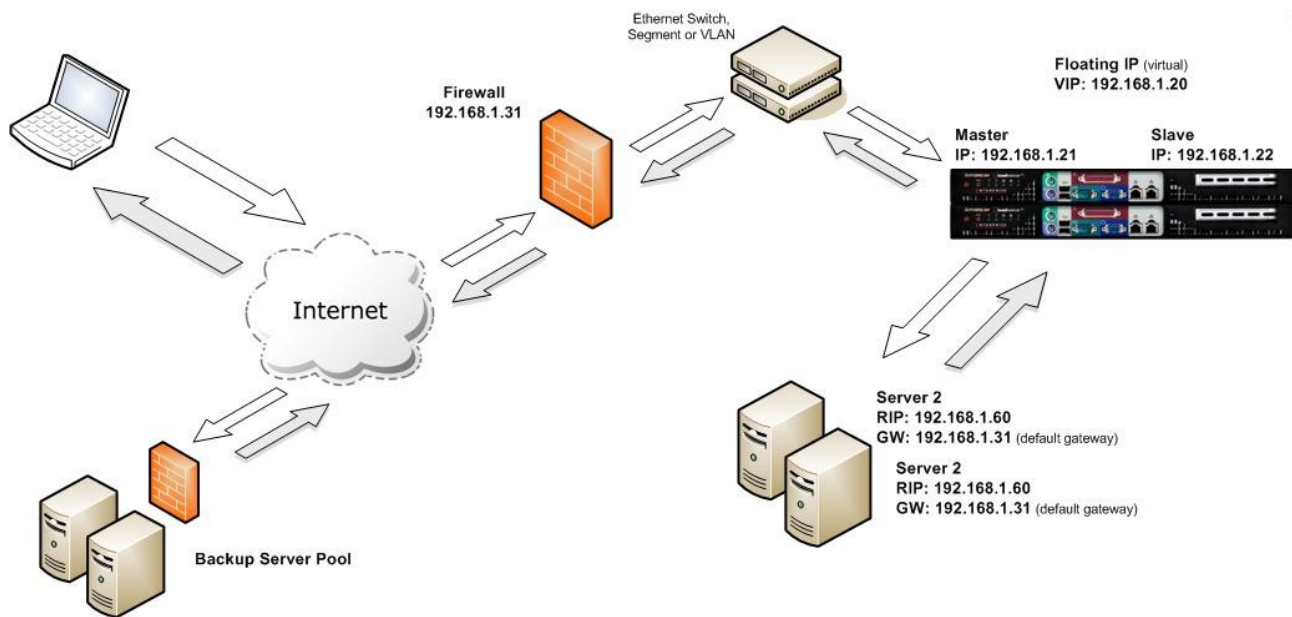 Ethernet Switch,
Segment or VLAN
Firewall
192.168.1.31
Floating IP (virtual)
VIP: 192.168.1.20
Master
IP: 192.168.1.21
Slave
IP: 192.168.1.22
Internet
Server 2
RIP: 192.168.1.60
GW: 192.168.1.31 (default gateway)
Server 2
RIP: 192.168.1.60
GW: 192.168.1.31 (default gateway)
Backup Server Pool